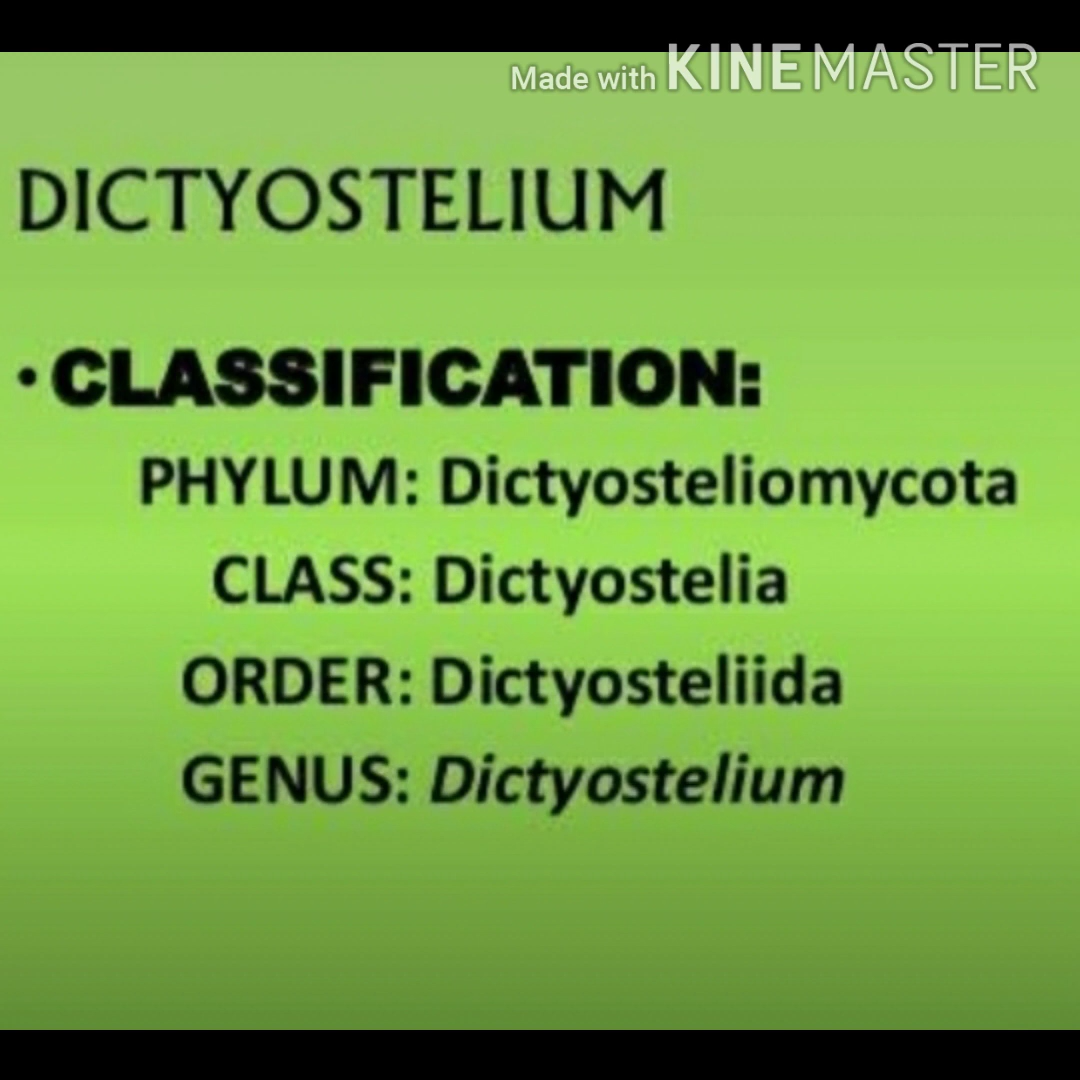 Made with KINEMASTER
DICTYOSTELIUM
• CLASSIFICATION:
PHYLUM: Dictyosteliomycota
CLASS: Dictyostelia
ORDER: Dictyosteliida
GENUS: Dictyostelium